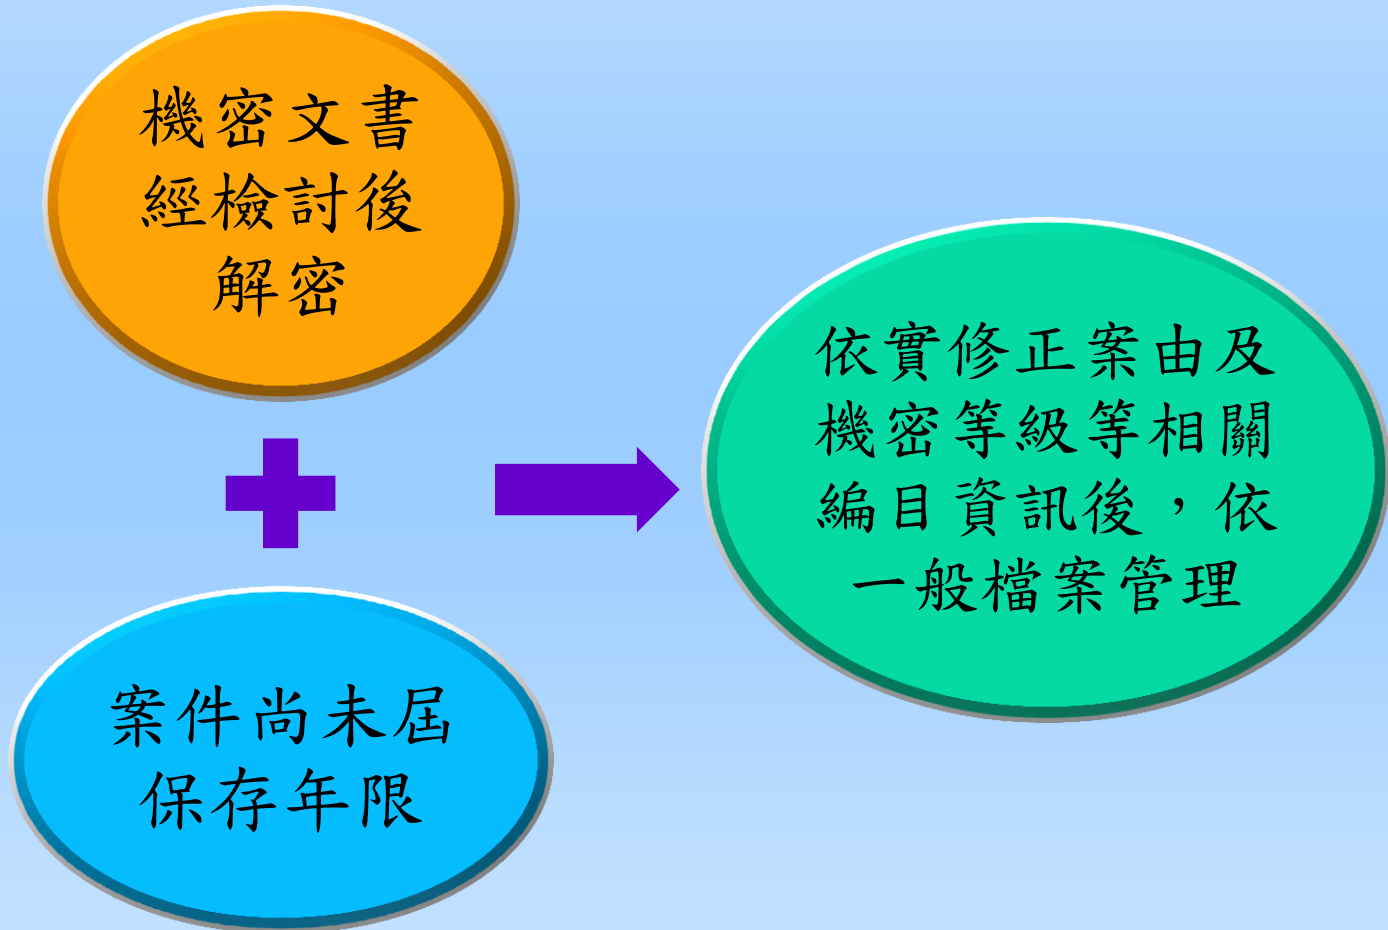 機密文書
經檢討後
解密
案件尚未屆
保存年限
依實修正案由及
機密等級等相關
編目資訊後，依
一般檔案管理